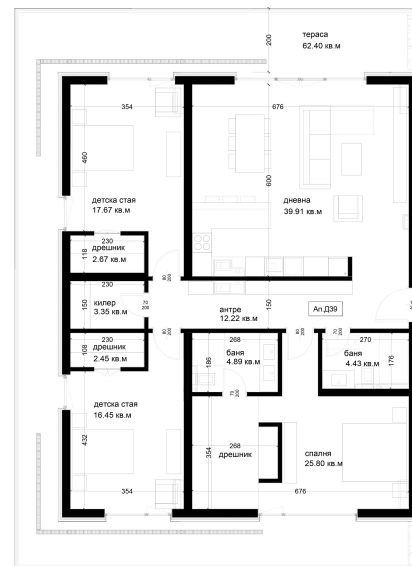 200
тераса
62.40 кв.м
354
676
460
600
детска стая
17.67 кв.м
дневна
39.91 кв.м
230
дрешник
2.67 кв.м
118
80
200
230
килер
3.35 кв.м
150
70
200
антре
12.22 кв.м
150
Ап.Д39
70
200
80
200
80
200
70
200
230
дрешник
2.45 кв.м
108
268
баня
4.89 кв.м
186
270
баня
4.43 кв.м
176
70
200
детска стая
16.45 кв.м
432
354
354
268
дрешник
спалня
25.80 кв.м
676